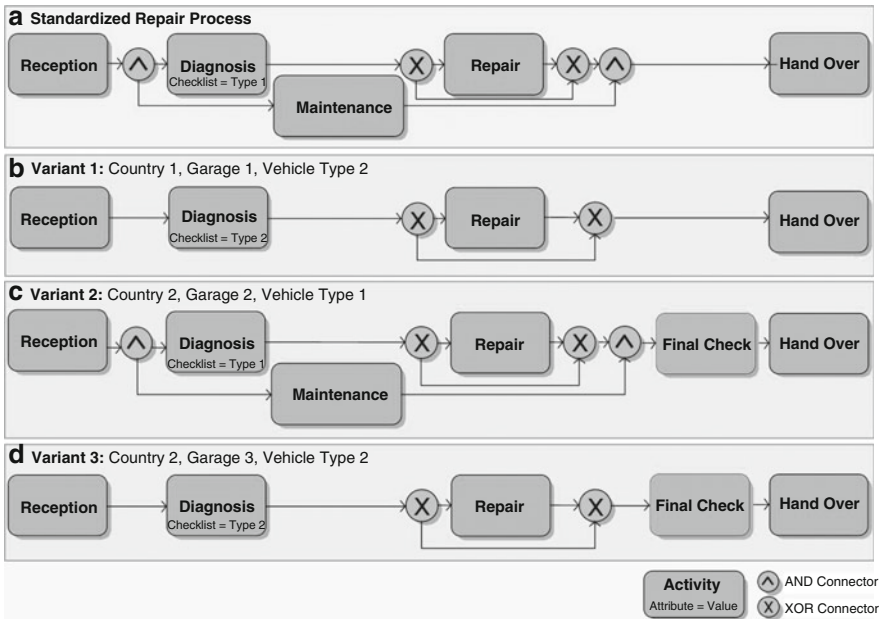 a Standardized Repair Process
Reception
Diagnosis
Checklist = Type 1
Maintenance
Repair
Hand Over
b Variant 1: Country 1, Garage 1, Vehicle Type 2
Reception
Diagnosis
Checklist = Type 2
Repair
Hand Over
c Variant 2: Country 2, Garage 2, Vehicle Type 1
Reception
Diagnosis
Checklist = Type 1
Maintenance
Repair
Final Check
Hand Over
d Variant 3: Country 2, Garage 3, Vehicle Type 2
Reception
Diagnosis
Checklist = Type 2
Repair
Final Check
Hand Over
Activity
Attribute = Value
AND Connector
XOR Connector